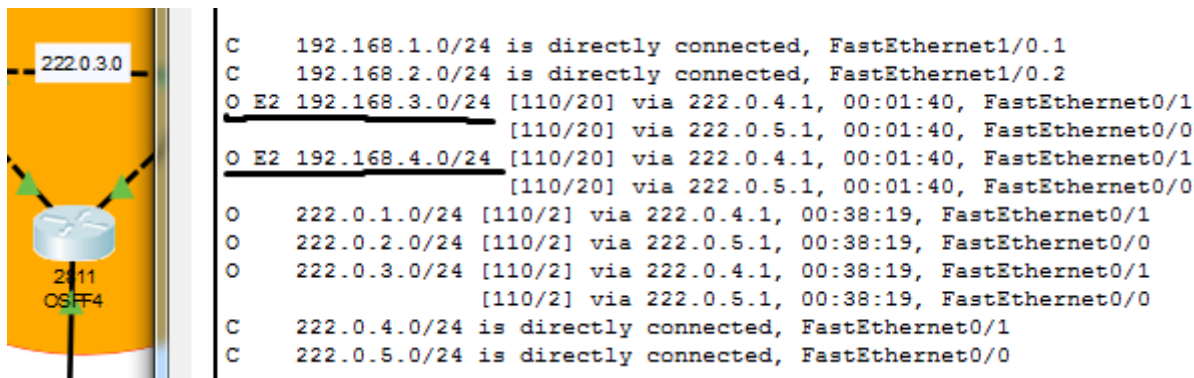 222.0.3.0
2811
OSPF4
C 192.168.1.0/24 is directly connected, FastEthernet1/0.1
C 192.168.2.0/24 is directly connected, FastEthernet1/0.2
O E2 192.168.3.0/24 [110/20] via 222.0.4.1, 00:01:40, FastEthernet0/1
[110/20] via 222.0.5.1, 00:01:40, FastEthernet0/0
O E2 192.168.4.0/24 [110/20] via 222.0.4.1, 00:01:40, FastEthernet0/1
[110/20] via 222.0.5.1, 00:01:40, FastEthernet0/0
O 222.0.1.0/24 [110/2] via 222.0.4.1, 00:38:19, FastEthernet0/1
O 222.0.2.0/24 [110/2] via 222.0.5.1, 00:38:19, FastEthernet0/0
O 222.0.3.0/24 [110/2] via 222.0.4.1, 00:38:19, FastEthernet0/1
[110/2] via 222.0.5.1, 00:38:19, FastEthernet0/0
C 222.0.4.0/24 is directly connected, FastEthernet0/1
C 222.0.5.0/24 is directly connected, FastEthernet0/0